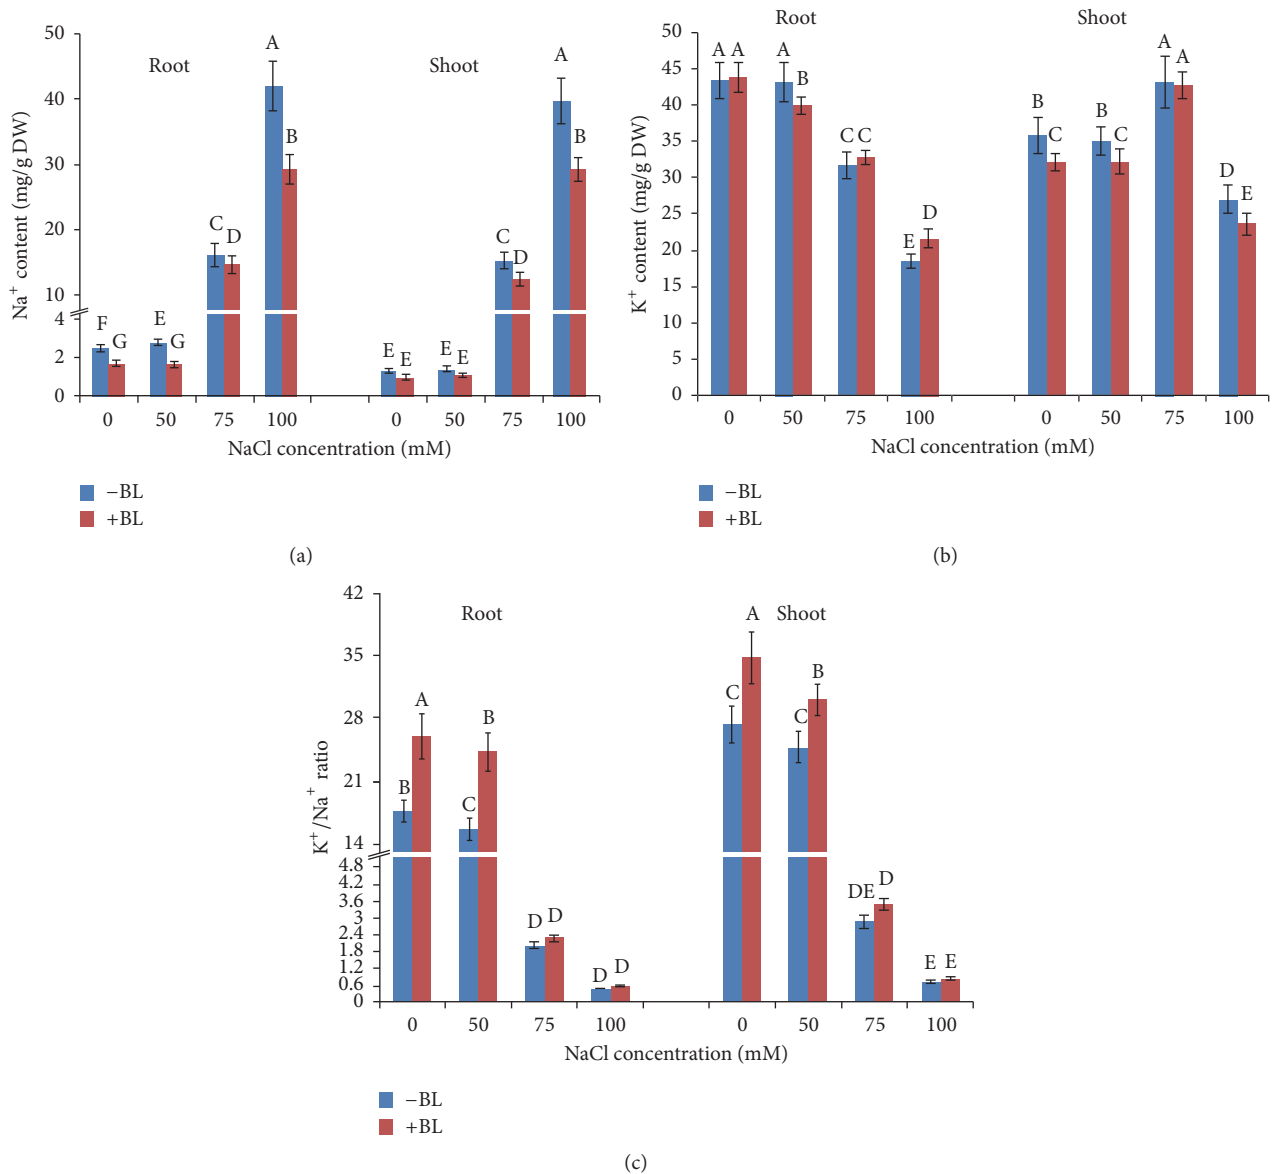 Root
Shoot
Na+ content (mg/g DW)
50
40
30
20
10
4
2
0
F
G
E
G
C
D
A
B
E
E
E
E
C
D
A
B
0 50 75 100 0 50 75 100
NaCl concentration (mM)
−BL
+BL
(a)
Root
Shoot
K+ content (mg/g DW)
50
45
40
35
30
25
20
15
10
5
0
A A
A
B
C C
E
D
B
C
B
C
A
A
D
E
0 50 75 100 0 50 75 100
NaCl concentration (mM)
−BL
+BL
(b)
Root
Shoot
K+/Na+ ratio
42
35
28
21
14
4.8
4.2
3.6
3
2.4
1.8
1.2
0.6
0
B
A
C
B
D D
D D
C
A
C
B
DE D
E E
0 50 75 100 0 50 75 100
NaCl concentration (mM)
−BL
+BL
(c)